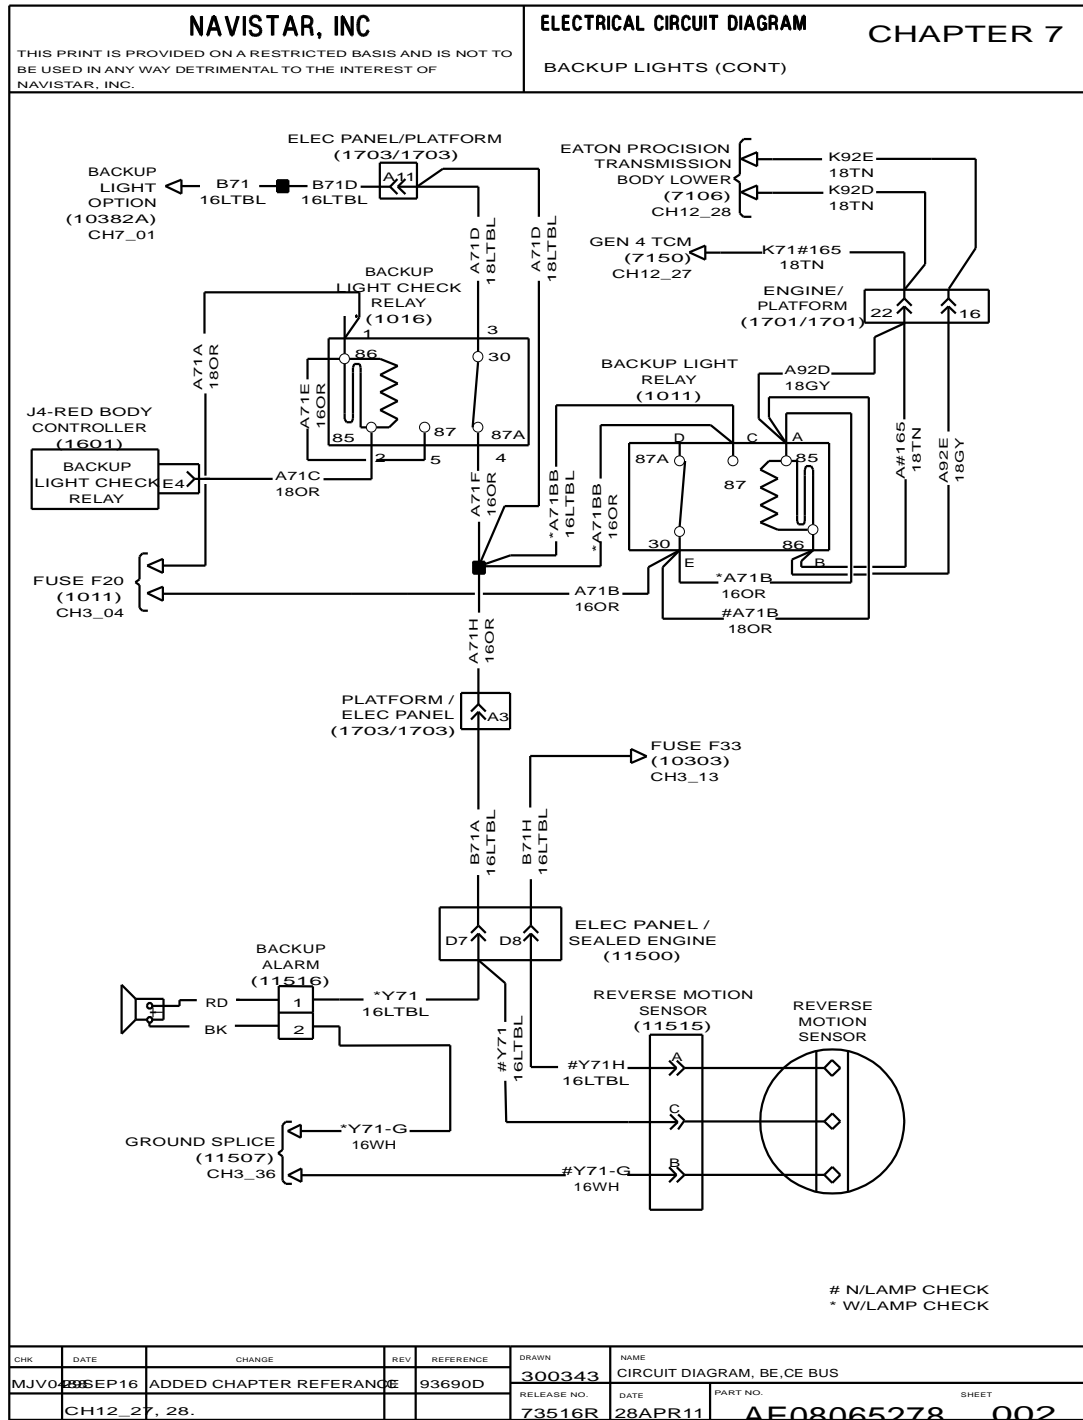 NAVISTAR, INC
THIS PRINT IS PROVIDED ON A RESTRICTED BASIS AND IS NOT TO
BE USED IN ANY WAY DETRIMENTAL TO THE INTEREST OF
NAVISTAR, INC.
ELECTRICAL CIRCUIT DIAGRAM
CHAPTER 7
BACKUP LIGHTS (CONT)
ELEC PANEL/PLATFORM
(1703/1703)
A11
BACKUP
LIGHT
OPTION
(10382A)
CH7_01
B71
16LTBL
B71D
16LTBL
A71D
18LTBL
A71D
18LTBL
EATON PROCISION
TRANSMISSION
BODY LOWER
(7106)
CH12_28
K92E
18TN
K92D
18TN
GEN 4 TCM
(7150)
CH12_27
K71#165
18TN
ENGINE/
PLATFORM
(1701/1701)
22
16
BACKUP
LIGHT CHECK
RELAY
(1016)
1
3
86
30
85
87
87A
2
5
4
A71A
18OR
A71E
16OR
J4-RED BODY
CONTROLLER
(1601)
BACKUP
LIGHT CHECK
RELAY
E4
A71C
18OR
A71F
16OR
BACKUP LIGHT
RELAY
(1011)
A92D
18GY
D
C
A
87A
87
85
30
86
E
B
*A71BB
16LTBL
*A71BB
16OR
A#165
18TN
A92E
18GY
*A71B
16OR
#A71B
18OR
FUSE F20
(1011)
CH3_04
A71B
16OR
A71H
16OR
PLATFORM /
ELEC PANEL
(1703/1703)
A3
FUSE F33
(10303)
CH3_13
B71A
16LTBL
B71H
16LTBL
D7
D8
ELEC PANEL /
SEALED ENGINE
(11500)
BACKUP
ALARM
(11516)
RD
1
BK
2
*Y71
16LTBL
#Y71
16LTBL
REVERSE MOTION
SENSOR
(11515)
REVERSE
MOTION
SENSOR
#Y71H
16LTBL
A
C
B
*Y71-G
16WH
GROUND SPLICE
(11507)
CH3_36
#Y71-G
16WH
# N/LAMP CHECK
* W/LAMP CHECK
CHK DATE CHANGE REV REFERENCE
ADDED CHAPTER REFERANCE 93690D
CH12_27, 28.
DRAWN
300343
NAME
CIRCUIT DIAGRAM, BE,CE BUS
RELEASE NO.
73516R
DATE
28APR11
PART NO.
AE08065278
SHEET
002